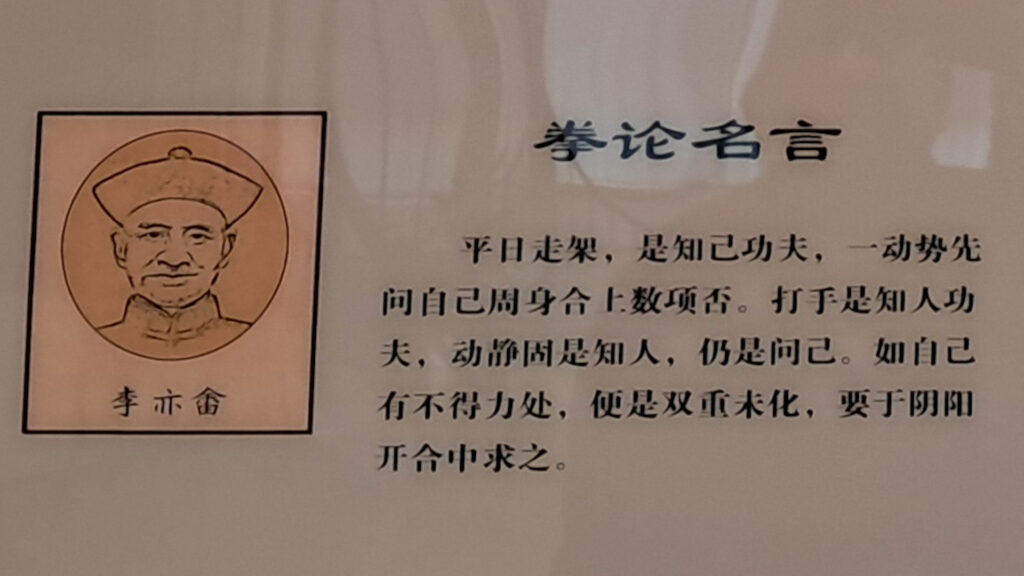 拳论名言
平日走架，是知己功夫，一动势先
问自己周身合上数项否。打手是知人功
夫，动静固是知人，仍是问己。如自己
有不得力处，便是双重未化，要于阴阳
开合中求之。
李亦畬